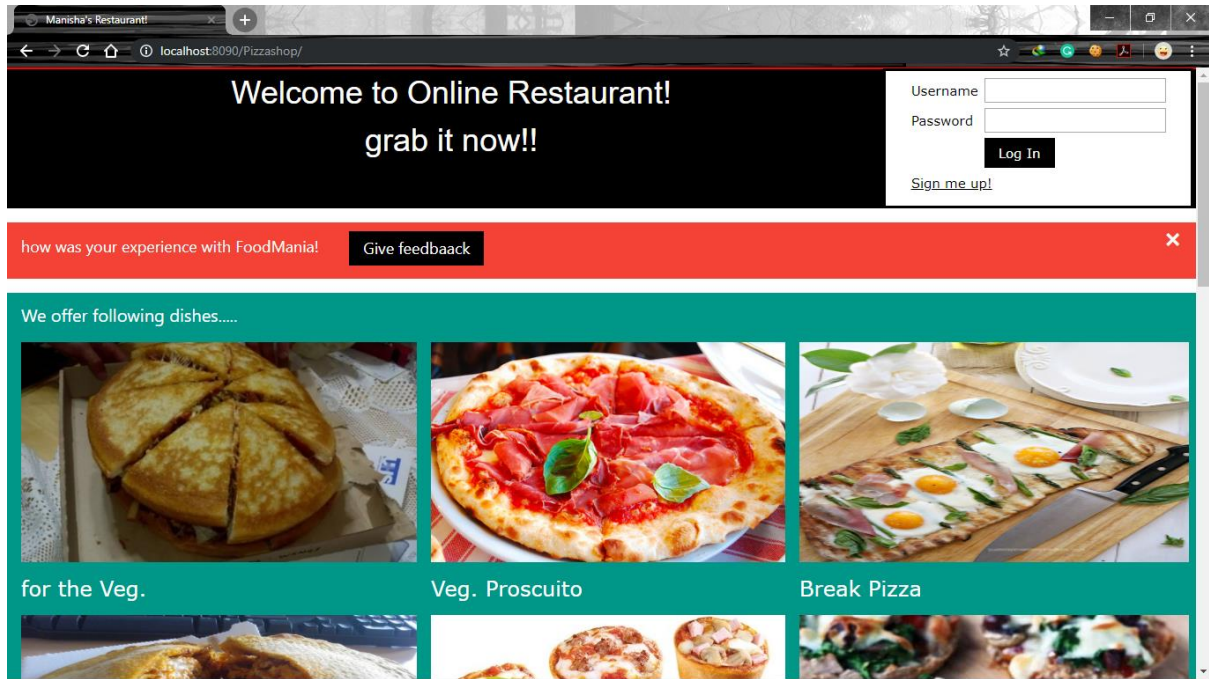 Manisha's Restaurant!
localhost:8090/Pizzashop/
Welcome to Online Restaurant!
grab it now!!
Username
Password
Log In
Sign me up!
how was your experience with FoodMania!
Give feedbaack
We offer following dishes.....
for the Veg.
Veg. Proscuito
Break Pizza